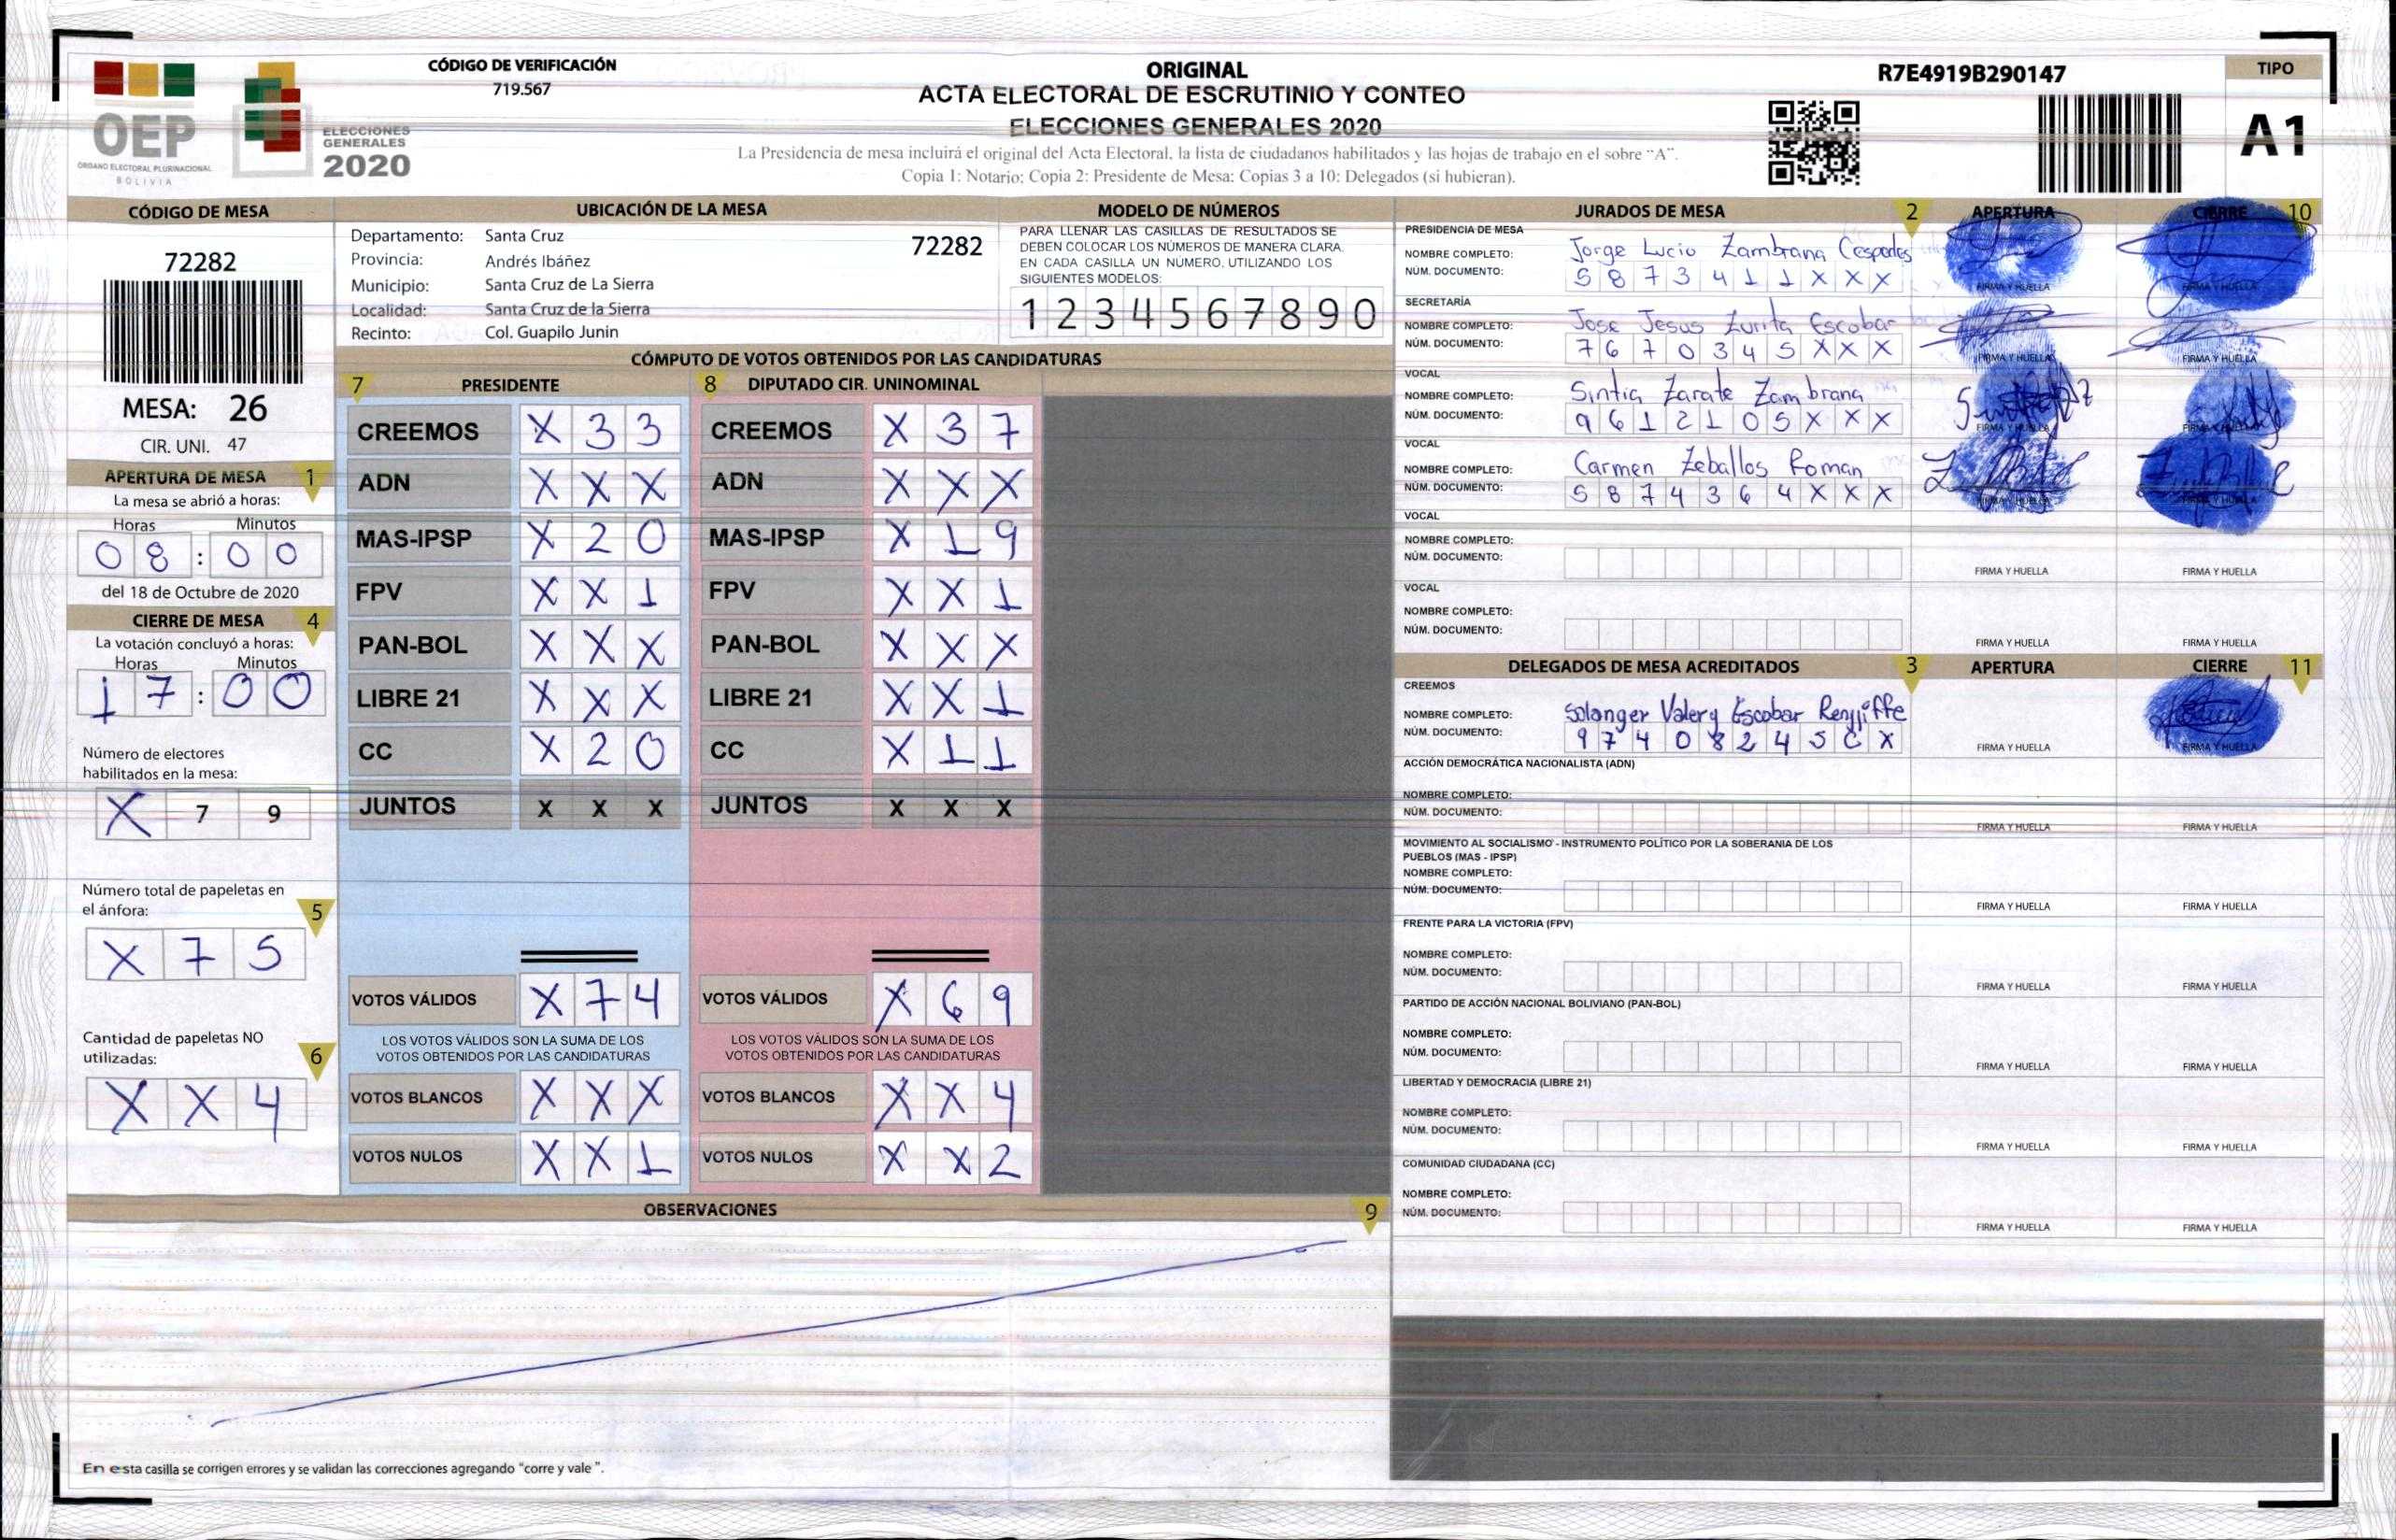 CÓDIGO DE VERIFICACIÓN
719.567
ORIGINAL
ACTA ELECTORAL DE ESCRUTINIO Y CONTEO
ELECCIONES GENERALES 2020
La Presidencia de mesa incluirá el original del Acta Electoral, la lista de ciudadanos habilitados y las hojas de trabajo en el sobre "A".
Copia 1: Notario; Copia 2: Presidente de Mesa; Copias 3 a 10: Delegados (si hubieran).
R7E4919B290147
TIPO
A1
OEP
ÓRGANO ELECTORAL PLURINACIONAL
BOLIVIA
ELECCIONES
GENERALES
2020
CÓDIGO DE MESA
72282
MESA: 26
CIR. UNI. 47
APERTURA DE MESA 1
La mesa se abrió a horas:
Horas Minutos
0 8 : 0 0
del 18 de Octubre de 2020
CIERRE DE MESA 4
La votación concluyó a horas:
Horas Minutos
1 7 : 0 0
Número de electores
habilitados en la mesa:
X 7 9
Número total de papeletas en
el ánfora: 5
X 7 5
Cantidad de papeletas NO
utilizadas: 6
X X 4
UBICACIÓN DE LA MESA
Departamento: Santa Cruz 72282
Provincia: Andrés Ibáñez
Municipio: Santa Cruz de La Sierra
Localidad: Santa Cruz de la Sierra
Recinto: Col. Guapilo Junin
MODELO DE NÚMEROS
PARA LLENAR LAS CASILLAS DE RESULTADOS SE
DEBEN COLOCAR LOS NÚMEROS DE MANERA CLARA.
EN CADA CASILLA UN NÚMERO, UTILIZANDO LOS
SIGUIENTES MODELOS:
1 2 3 4 5 6 7 8 9 0
CÓMPUTO DE VOTOS OBTENIDOS POR LAS CANDIDATURAS
7 PRESIDENTE 8 DIPUTADO CIR. UNINOMINAL
CREEMOS X 3 3 CREEMOS X 3 7
ADN X X X ADN X X X
MAS-IPSP X 2 0 MAS-IPSP X 1 9
FPV X X 1 FPV X X 1
PAN-BOL X X X PAN-BOL X X X
LIBRE 21 X X X LIBRE 21 X X 1
CC X 2 0 CC X 1 1
JUNTOS X X X JUNTOS X X X
VOTOS VÁLIDOS X 7 4 VOTOS VÁLIDOS X 6 9
LOS VOTOS VÁLIDOS SON LA SUMA DE LOS LOS VOTOS VÁLIDOS SON LA SUMA DE LOS
VOTOS OBTENIDOS POR LAS CANDIDATURAS VOTOS OBTENIDOS POR LAS CANDIDATURAS
VOTOS BLANCOS X X X VOTOS BLANCOS X X 4
VOTOS NULOS X X 1 VOTOS NULOS X X 2
OBSERVACIONES 9
En esta casilla se corrigen errores y se validan las correcciones agregando "corre y vale".
JURADOS DE MESA 2 APERTURA CIERRE 10
PRESIDENCIA DE MESA
NOMBRE COMPLETO: Jorge Lucio Zambrana Cespedes
NÚM. DOCUMENTO: 5 8 7 3 4 1 1 X X X FIRMA Y HUELLA FIRMA Y HUELLA
SECRETARÍA
NOMBRE COMPLETO: Jose Jesus Zurita Escobar
NÚM. DOCUMENTO: 7 6 7 0 3 4 5 X X X FIRMA Y HUELLA FIRMA Y HUELLA
VOCAL
NOMBRE COMPLETO: Sintia Zarate Zambrana
NÚM. DOCUMENTO: 9 6 1 2 1 0 5 X X X FIRMA Y HUELLA FIRMA Y HUELLA
VOCAL
NOMBRE COMPLETO: Carmen Zeballos Roman
NÚM. DOCUMENTO: 5 8 7 4 3 6 4 X X X FIRMA Y HUELLA FIRMA Y HUELLA
VOCAL
NOMBRE COMPLETO:
NÚM. DOCUMENTO: FIRMA Y HUELLA FIRMA Y HUELLA
VOCAL
NOMBRE COMPLETO:
NÚM. DOCUMENTO: FIRMA Y HUELLA FIRMA Y HUELLA
DELEGADOS DE MESA ACREDITADOS 3 APERTURA CIERRE 11
CREEMOS
NOMBRE COMPLETO: Solanger Valery Escobar Rengiffe
NÚM. DOCUMENTO: 9 7 4 0 8 2 4 S C X FIRMA Y HUELLA FIRMA Y HUELLA
ACCIÓN DEMOCRÁTICA NACIONALISTA (ADN)
NOMBRE COMPLETO:
NÚM. DOCUMENTO: FIRMA Y HUELLA FIRMA Y HUELLA
MOVIMIENTO AL SOCIALISMO - INSTRUMENTO POLÍTICO POR LA SOBERANIA DE LOS
PUEBLOS (MAS - IPSP)
NOMBRE COMPLETO:
NÚM. DOCUMENTO: FIRMA Y HUELLA FIRMA Y HUELLA
FRENTE PARA LA VICTORIA (FPV)
NOMBRE COMPLETO:
NÚM. DOCUMENTO: FIRMA Y HUELLA FIRMA Y HUELLA
PARTIDO DE ACCIÓN NACIONAL BOLIVIANO (PAN-BOL)
NOMBRE COMPLETO:
NÚM. DOCUMENTO: FIRMA Y HUELLA FIRMA Y HUELLA
LIBERTAD Y DEMOCRACIA (LIBRE 21)
NOMBRE COMPLETO:
NÚM. DOCUMENTO: FIRMA Y HUELLA FIRMA Y HUELLA
COMUNIDAD CIUDADANA (CC)
NOMBRE COMPLETO:
NÚM. DOCUMENTO: FIRMA Y HUELLA FIRMA Y HUELLA